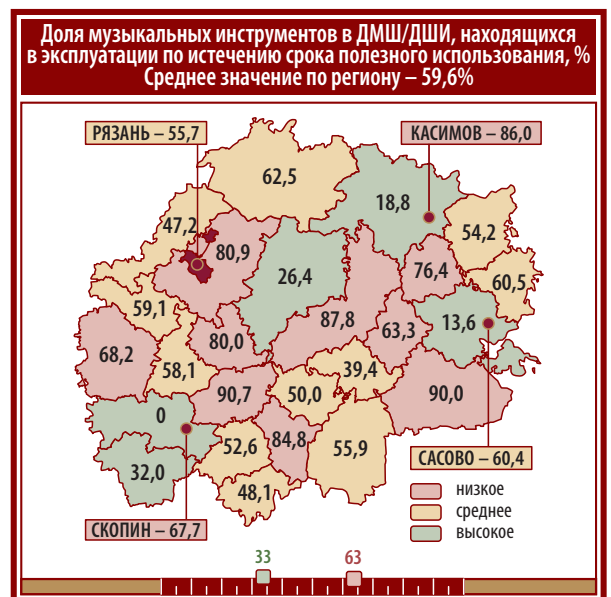 Доля музыкальных инструментов в ДМШ/ДШИ, находящихся
в эксплуатации по истечению срока полезного использования, %
Среднее значение по региону – 59,6%
РЯЗАНЬ – 55,7
КАСИМОВ – 86,0
62,5
18,8
47,2
54,2
80,9
26,4
76,4
60,5
59,1
87,8
63,3
13,6
68,2
80,0
58,1
39,4
90,7
50,0
90,0
0
52,6
84,8
55,9
32,0
48,1
САСОВО – 60,4
СКОПИН – 67,7
низкое
среднее
высокое
33
63